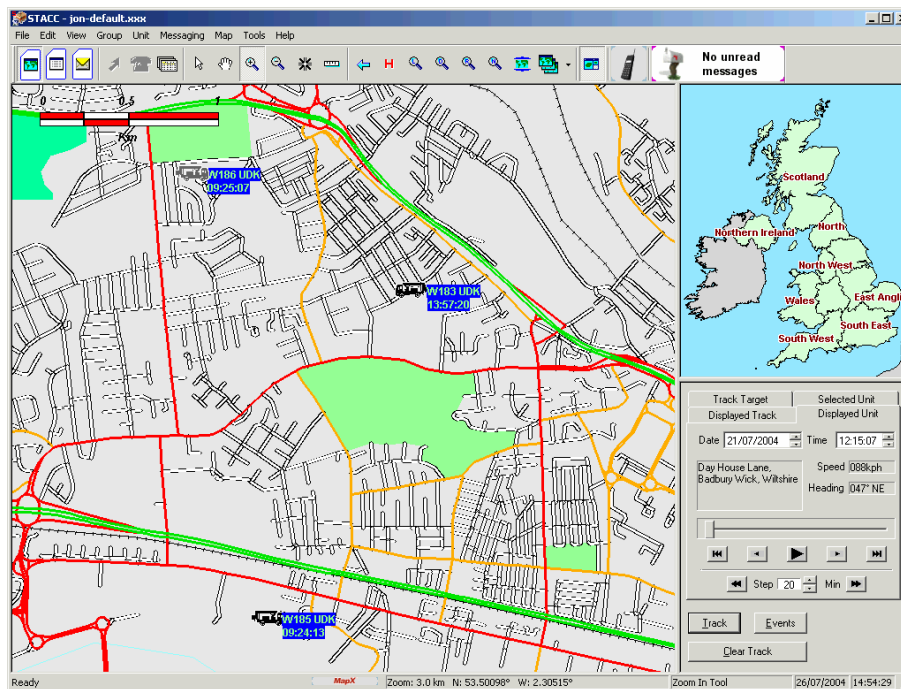 STACC - jon-default.xxx
File Edit View Group Unit Messaging Map Tools Help
H
No unread
messages
0 0.5 1
Km
W186 UDK
09:25:07
W183 UDK
13:57:20
W185 UDK
09:24:13
Scotland
Northern Ireland
North
North West
Wales
East Angli
South East
South West
Track Target Selected Unit
Displayed Track Displayed Unit
Date 21/07/2004 Time 12:15:07
Day House Lane,
Badbury Wick, Wiltshire
Speed 088kph
Heading 047° NE
Step 20 Min
Track Events
Clear Track
Ready MapX Zoom: 3.0 km N: 53.50098° W: 2.30515° Zoom In Tool 26/07/2004 14:54:29